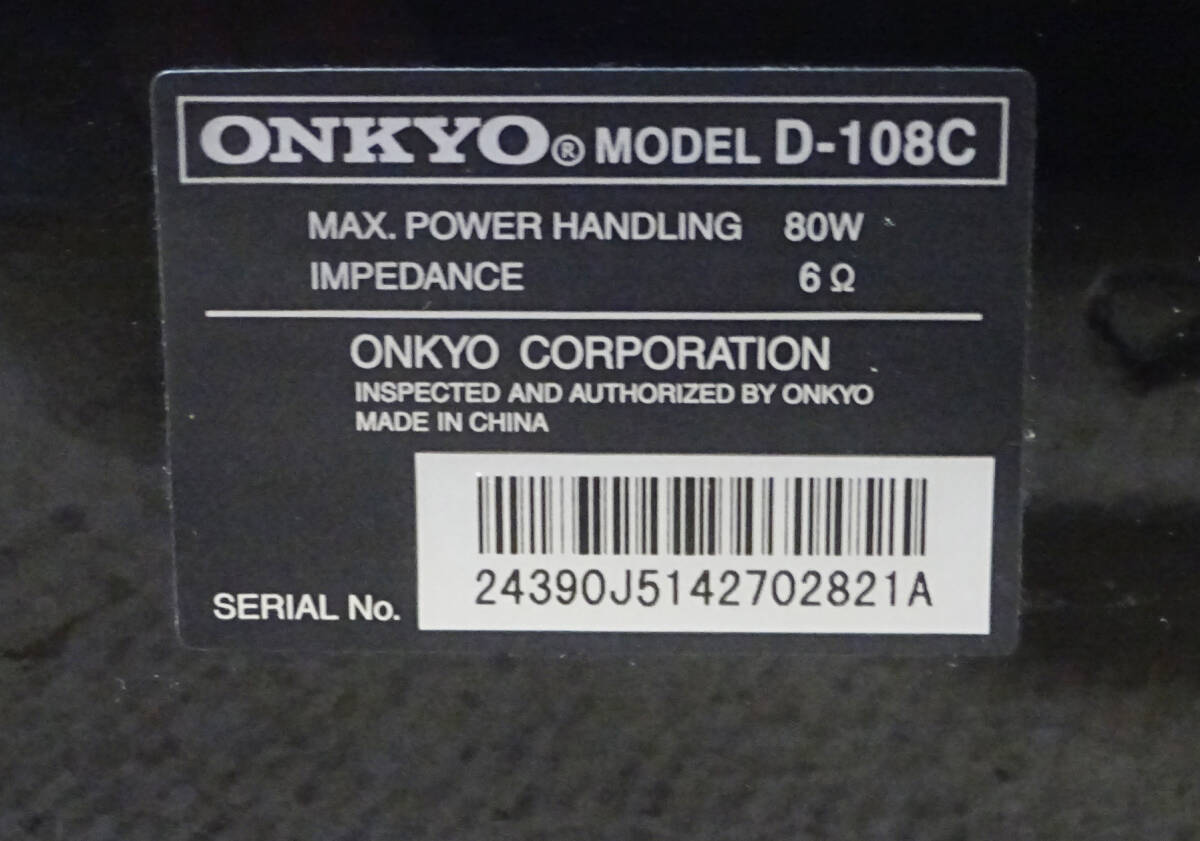 ONKYO® MODEL D-108C
MAX. POWER HANDLING 80W
IMPEDANCE 6Ω
ONKYO CORPORATION
INSPECTED AND AUTHORIZED BY ONKYO
MADE IN CHINA
SERIAL No. 24390J5142702821A